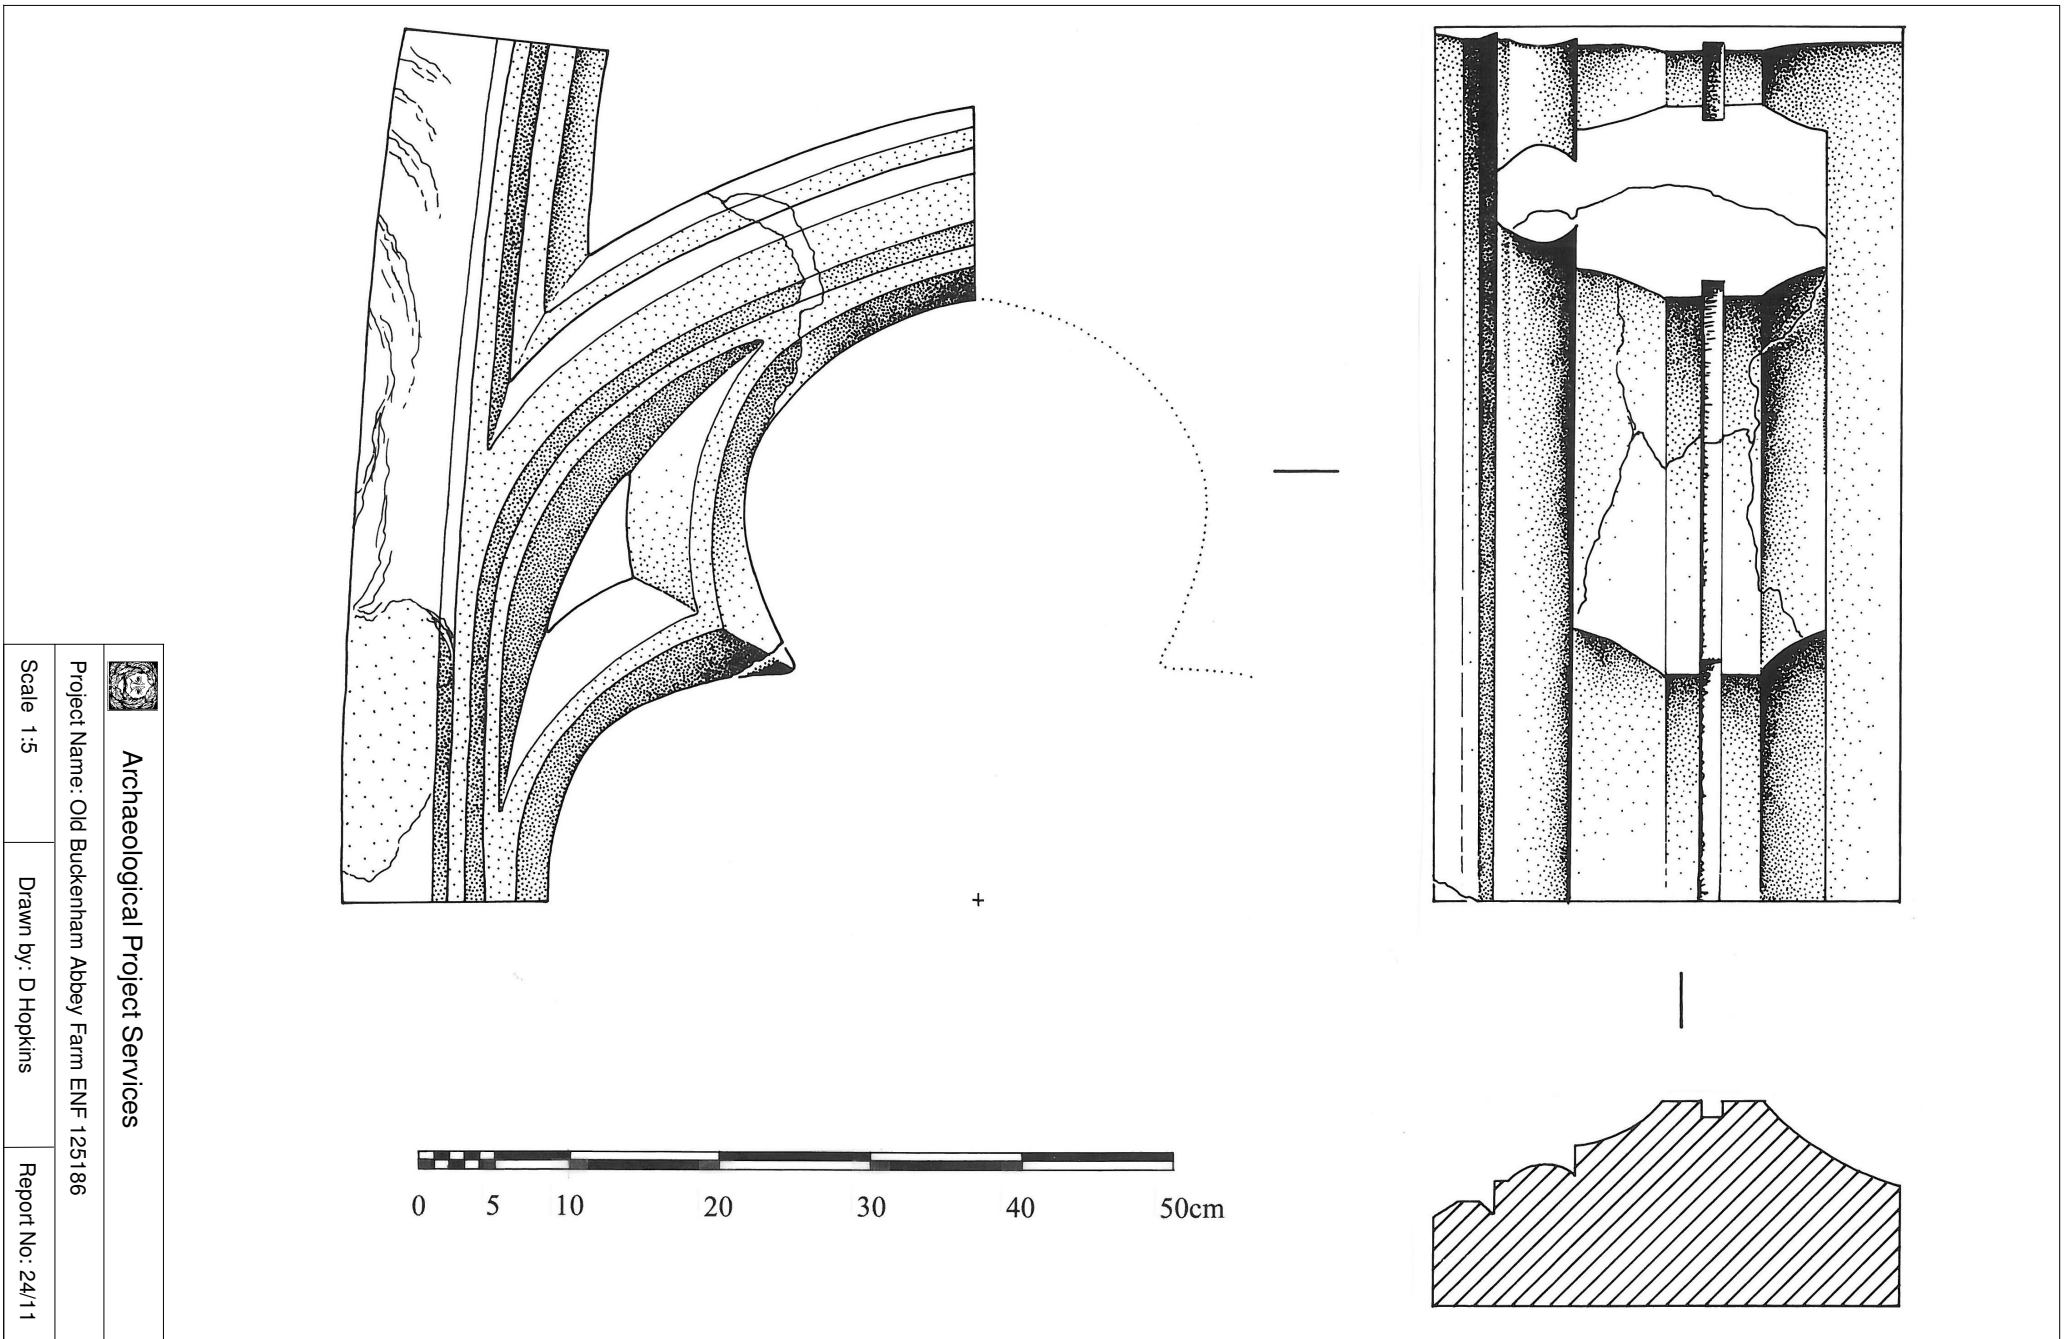 Archaeological Project Services
Project Name: Old Buckenham Abbey Farm ENF 125186
Scale 1:5
Drawn by: D Hopkins
Report No: 24/11
0 5 10 20 30 40 50cm